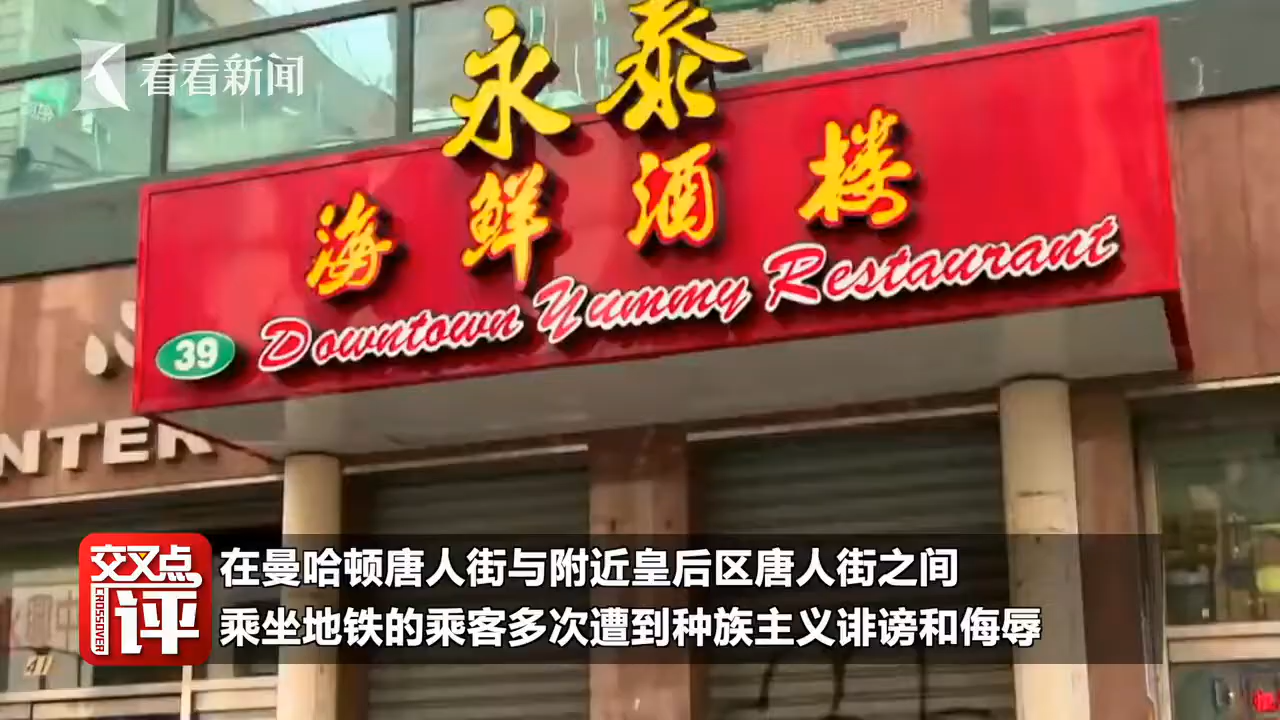 看看新闻
永泰
海鲜酒楼
39
Downtown Yummy Restaurant
NTER
41
交叉点评
CROSSOVER
在曼哈顿唐人街与附近皇后区唐人街之间
乘坐地铁的乘客多次遭到种族主义诽谤和侮辱